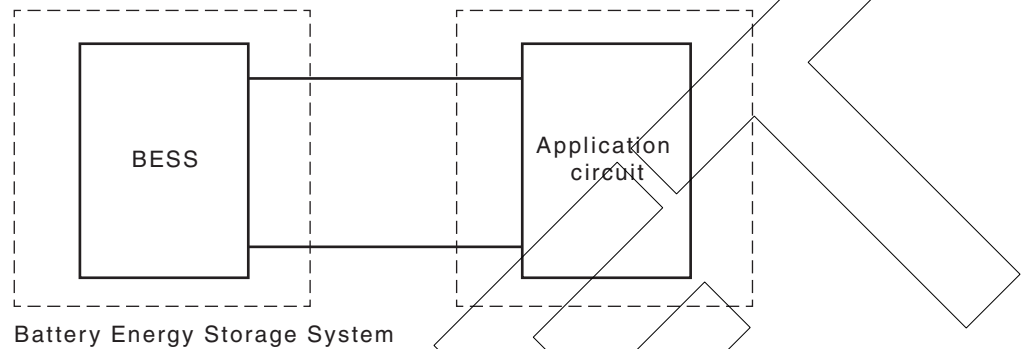 BESS
Application
circuit
Battery Energy Storage System